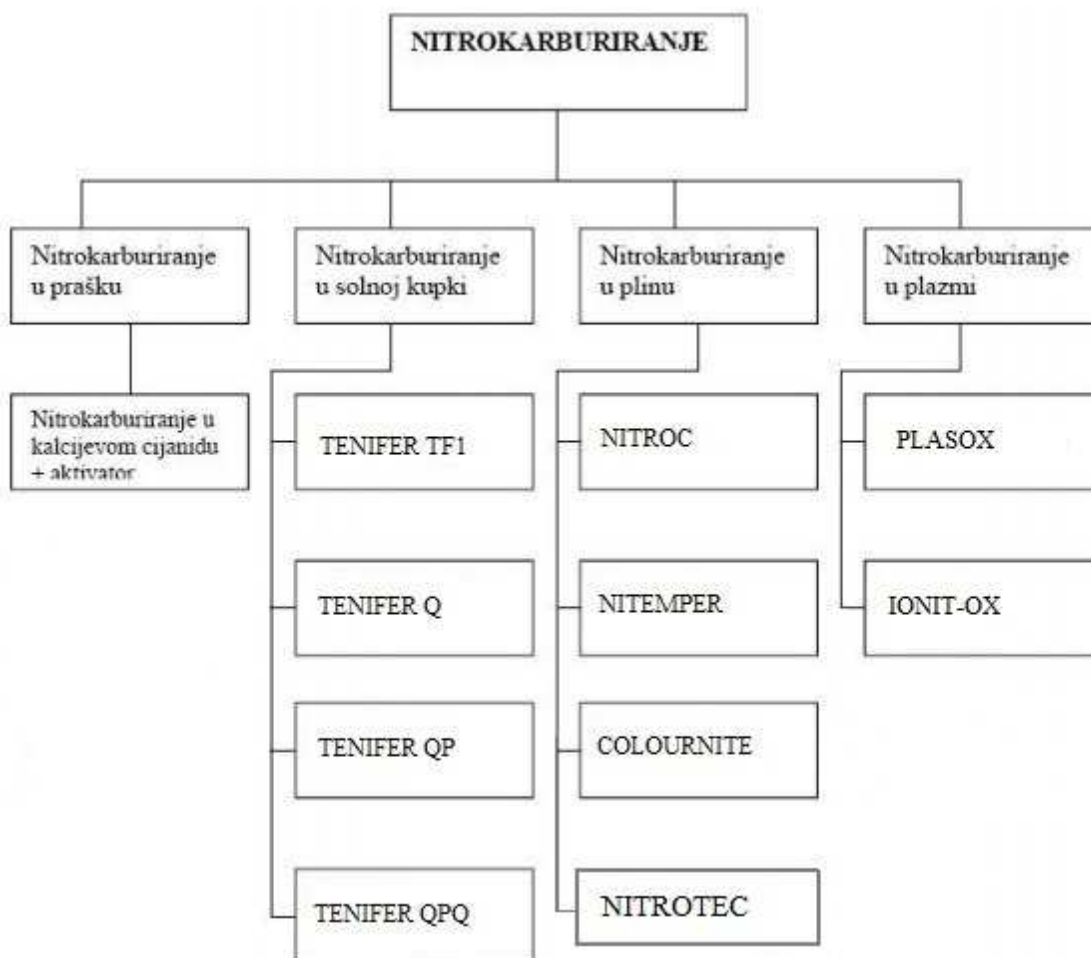 NITROKARBURIRANJE
Nitrokarburiranje
u prašku
Nitrokarburiranje
u solnoj kupki
Nitrokarburiranje
u plinu
Nitrokarburiranje
u plazmi
Nitrokarburiranje u
kalcijevom cijanidu
+ aktivator
TENIFER TF1
NITROC
PLASOX
TENIFER Q
NITEMPER
IONIT-OX
TENIFER QP
COLOURNITE
TENIFER QPQ
NITROTEC